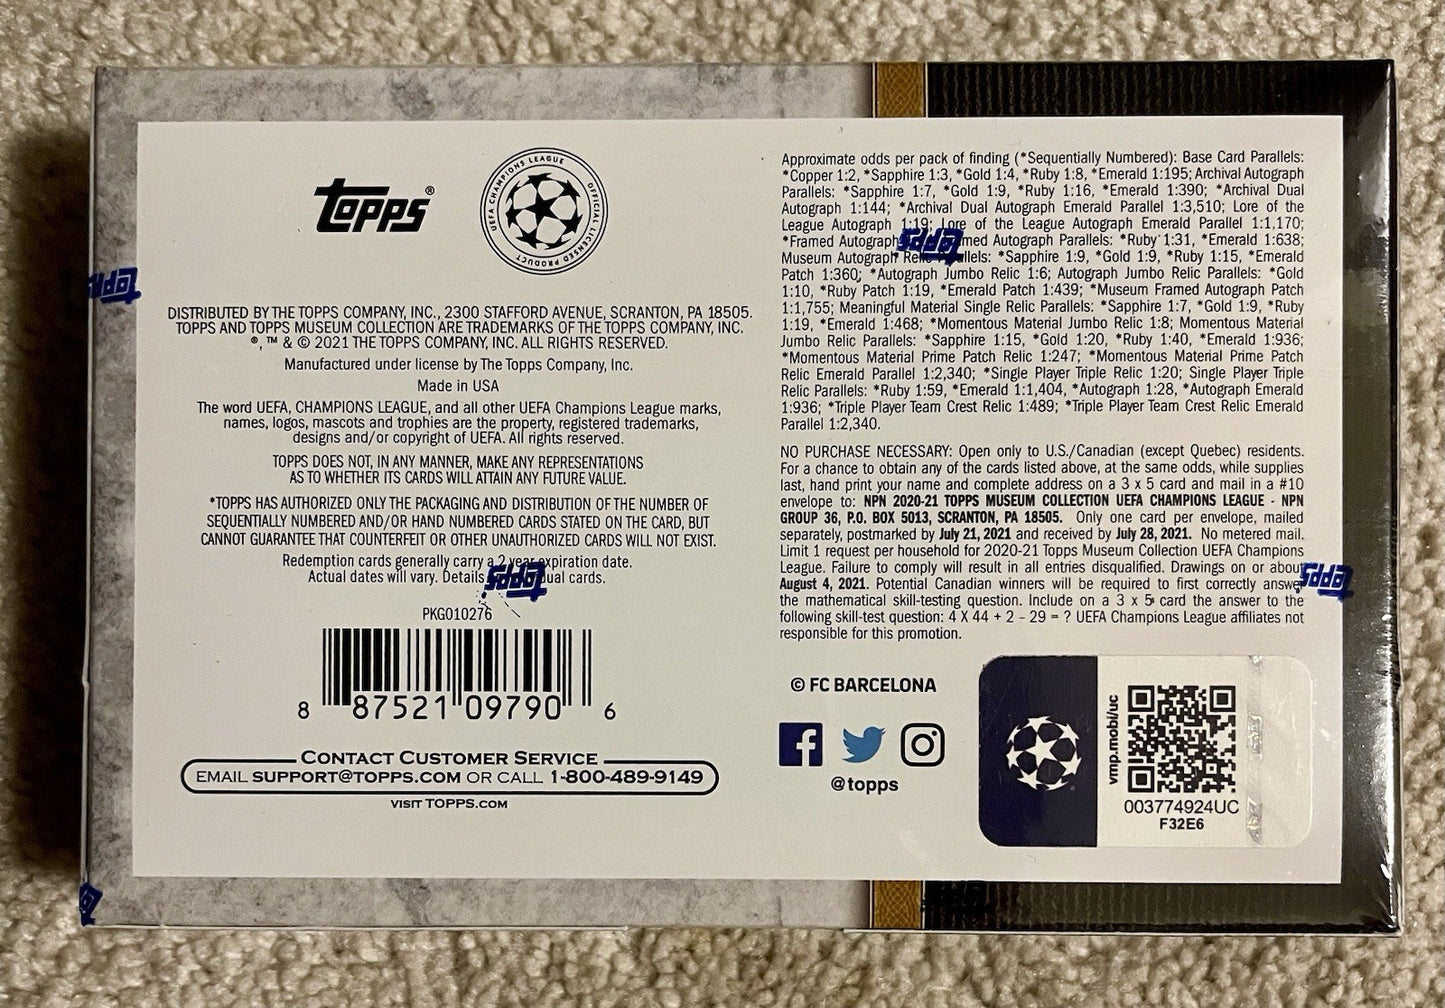 topps®
UEFA CHAMPIONS LEAGUE OFFICIAL LICENSED PRODUCT
DISTRIBUTED BY THE TOPPS COMPANY, INC., 2300 STAFFORD AVENUE, SCRANTON, PA 18505.
TOPPS AND TOPPS MUSEUM COLLECTION ARE TRADEMARKS OF THE TOPPS COMPANY, INC.
®, ™ & © 2021 THE TOPPS COMPANY, INC. ALL RIGHTS RESERVED.
Manufactured under license by The Topps Company, Inc.
Made in USA
The word UEFA, CHAMPIONS LEAGUE, and all other UEFA Champions League marks,
names, logos, mascots and trophies are the property, registered trademarks,
designs and/or copyright of UEFA. All rights reserved.
TOPPS DOES NOT, IN ANY MANNER, MAKE ANY REPRESENTATIONS
AS TO WHETHER ITS CARDS WILL ATTAIN ANY FUTURE VALUE.
*TOPPS HAS AUTHORIZED ONLY THE PACKAGING AND DISTRIBUTION OF THE NUMBER OF
SEQUENTIALLY NUMBERED AND/OR HAND NUMBERED CARDS STATED ON THE CARD, BUT
CANNOT GUARANTEE THAT COUNTERFEIT OR OTHER UNAUTHORIZED CARDS WILL NOT EXIST.
Redemption cards generally carry a 2 year expiration date.
Actual dates will vary. Details topps dual cards.
PKG010276
8 87521 09790 6
CONTACT CUSTOMER SERVICE
EMAIL SUPPORT@TOPPS.COM OR CALL 1-800-489-9149
VISIT TOPPS.COM
Approximate odds per pack of finding (*Sequentially Numbered): Base Card Parallels:
*Copper 1:2, *Sapphire 1:3, *Gold 1:4, *Ruby 1:8, *Emerald 1:195; Archival Autograph
Parallels: *Sapphire 1:7, *Gold 1:9, *Ruby 1:16, *Emerald 1:390; *Archival Dual
Autograph 1:144; *Archival Dual Autograph Emerald Parallel 1:3,510; Lore of the
League Autograph 1:19; Lore of the League Autograph Emerald Parallel 1:1,170;
*Framed Autograph topps med Autograph Parallels: *Ruby 1:31, *Emerald 1:638;
Museum Autograph Relic llels: *Sapphire 1:9, *Gold 1:9, *Ruby 1:15, *Emerald
Patch 1:360; *Autograph Jumbo Relic 1:6; Autograph Jumbo Relic Parallels: *Gold
1:10, *Ruby Patch 1:19, *Emerald Patch 1:439; *Museum Framed Autograph Patch
1:1,755; Meaningful Material Single Relic Parallels: *Sapphire 1:7, *Gold 1:9, *Ruby
1:19, *Emerald 1:468; *Momentous Material Jumbo Relic 1:8; Momentous Material
Jumbo Relic Parallels: *Sapphire 1:15, *Gold 1:20, *Ruby 1:40, *Emerald 1:936;
*Momentous Material Prime Patch Relic 1:247; *Momentous Material Prime Patch
Relic Emerald Parallel 1:2,340; *Single Player Triple Relic 1:20; Single Player Triple
Relic Parallels: *Ruby 1:59, *Emerald 1:1,404, *Autograph 1:28, *Autograph Emerald
1:936; *Triple Player Team Crest Relic 1:489; *Triple Player Team Crest Relic Emerald
Parallel 1:2,340.
NO PURCHASE NECESSARY: Open only to U.S./Canadian (except Quebec) residents.
For a chance to obtain any of the cards listed above, at the same odds, while supplies
last, hand print your name and complete address on a 3 x 5 card and mail in a #10
envelope to: NPN 2020-21 TOPPS MUSEUM COLLECTION UEFA CHAMPIONS LEAGUE - NPN
GROUP 36, P.O. BOX 5013, SCRANTON, PA 18505. Only one card per envelope, mailed
separately, postmarked by July 21, 2021 and received by July 28, 2021. No metered mail.
Limit 1 request per household for 2020-21 Topps Museum Collection UEFA Champions
League. Failure to comply will result in all entries disqualified. Drawings on or about
August 4, 2021. Potential Canadian winners will be required to first correctly answer
the mathematical skill-testing question. Include on a 3 x 5 card the answer to the
following skill-test question: 4 X 44 + 2 - 29 = ? UEFA Champions League affiliates not
responsible for this promotion.
© FC BARCELONA
@topps
vmp.mobi/uc
003774924UC
F32E6
topps
topps
topps